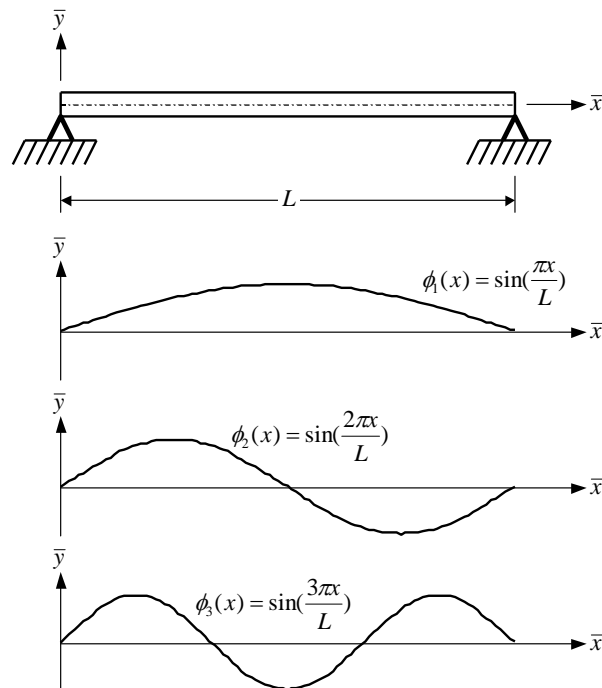 y̅
x̅
L
y̅
ϕ₁(x) = sin(πx/L)
x̅
y̅
ϕ₂(x) = sin(2πx/L)
x̅
y̅
ϕ₃(x) = sin(3πx/L)
x̅